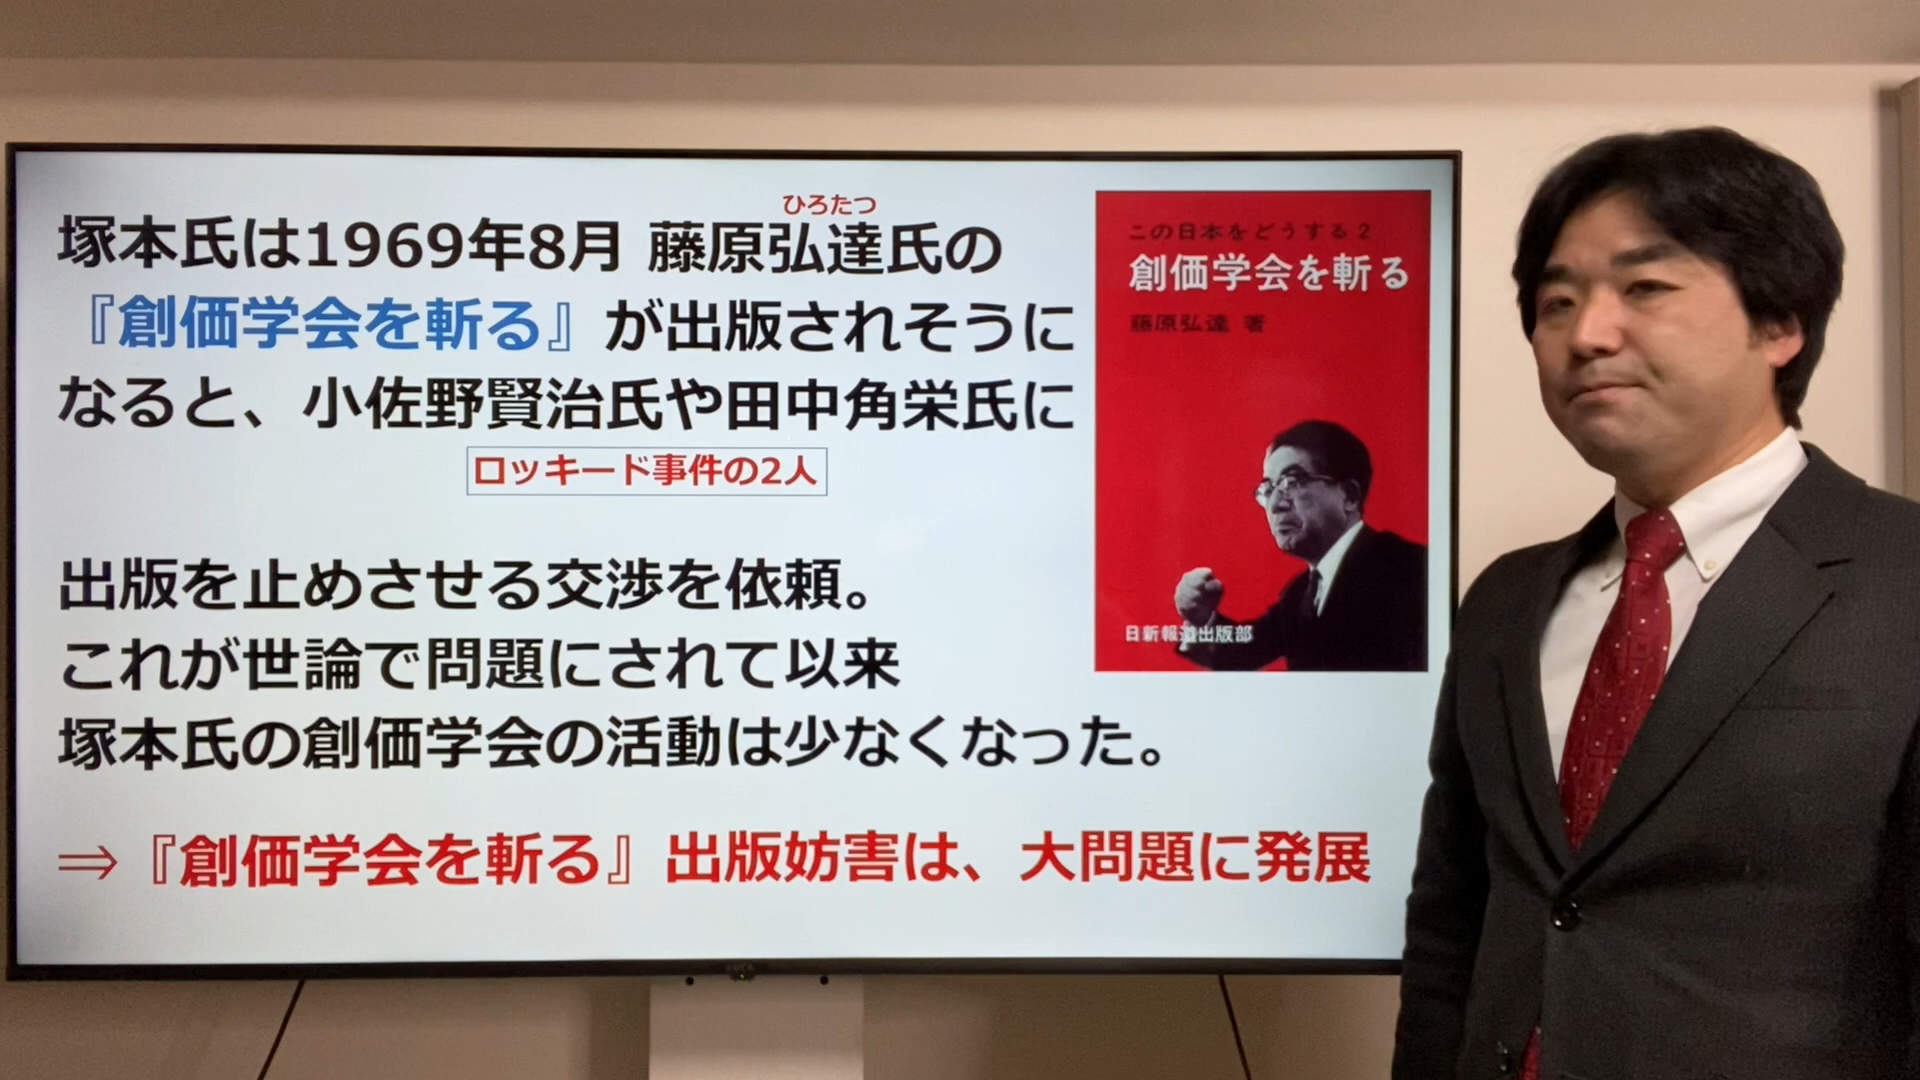 ひろたつ
塚本氏は1969年8月 藤原弘達氏の
『創価学会を斬る』が出版されそうに
なると、小佐野賢治氏や田中角栄氏に
ロッキード事件の2人
出版を止めさせる交渉を依頼。
これが世論で問題にされて以来
塚本氏の創価学会の活動は少なくなった。
⇒『創価学会を斬る』出版妨害は、大問題に発展
この日本をどうする2
創価学会を斬る
藤原弘達 著
日新報道出版部